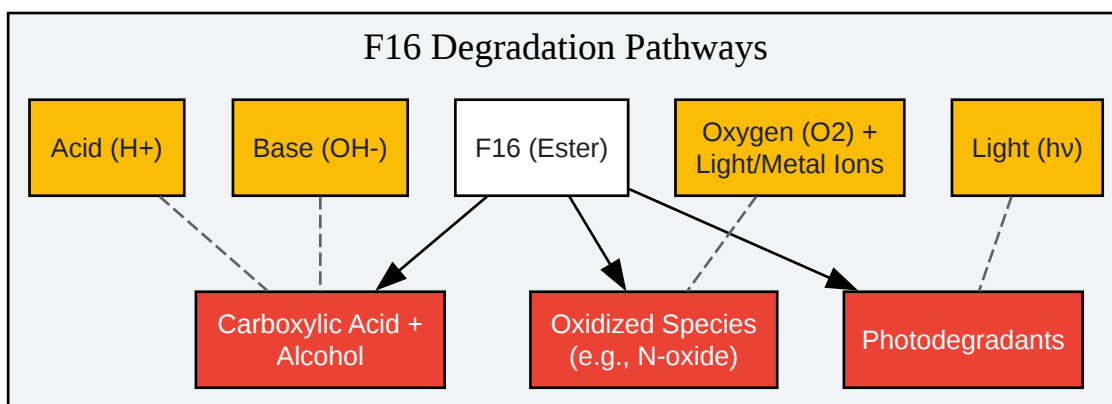 F16 Degradation Pathways
Acid (H+)
Base (OH-)
F16 (Ester)
Oxygen (O2) +
Light/Metal Ions
Light (hν)
Carboxylic Acid +
Alcohol
Oxidized Species
(e.g., N-oxide)
Photodegradants